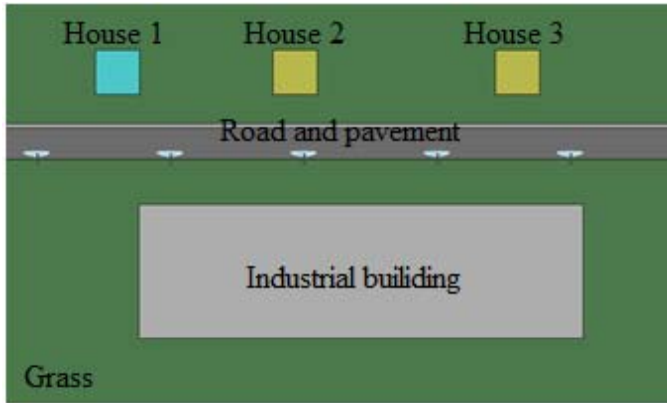 House 1 House 2 House 3
Road and pavement
Industrial builiding
Grass